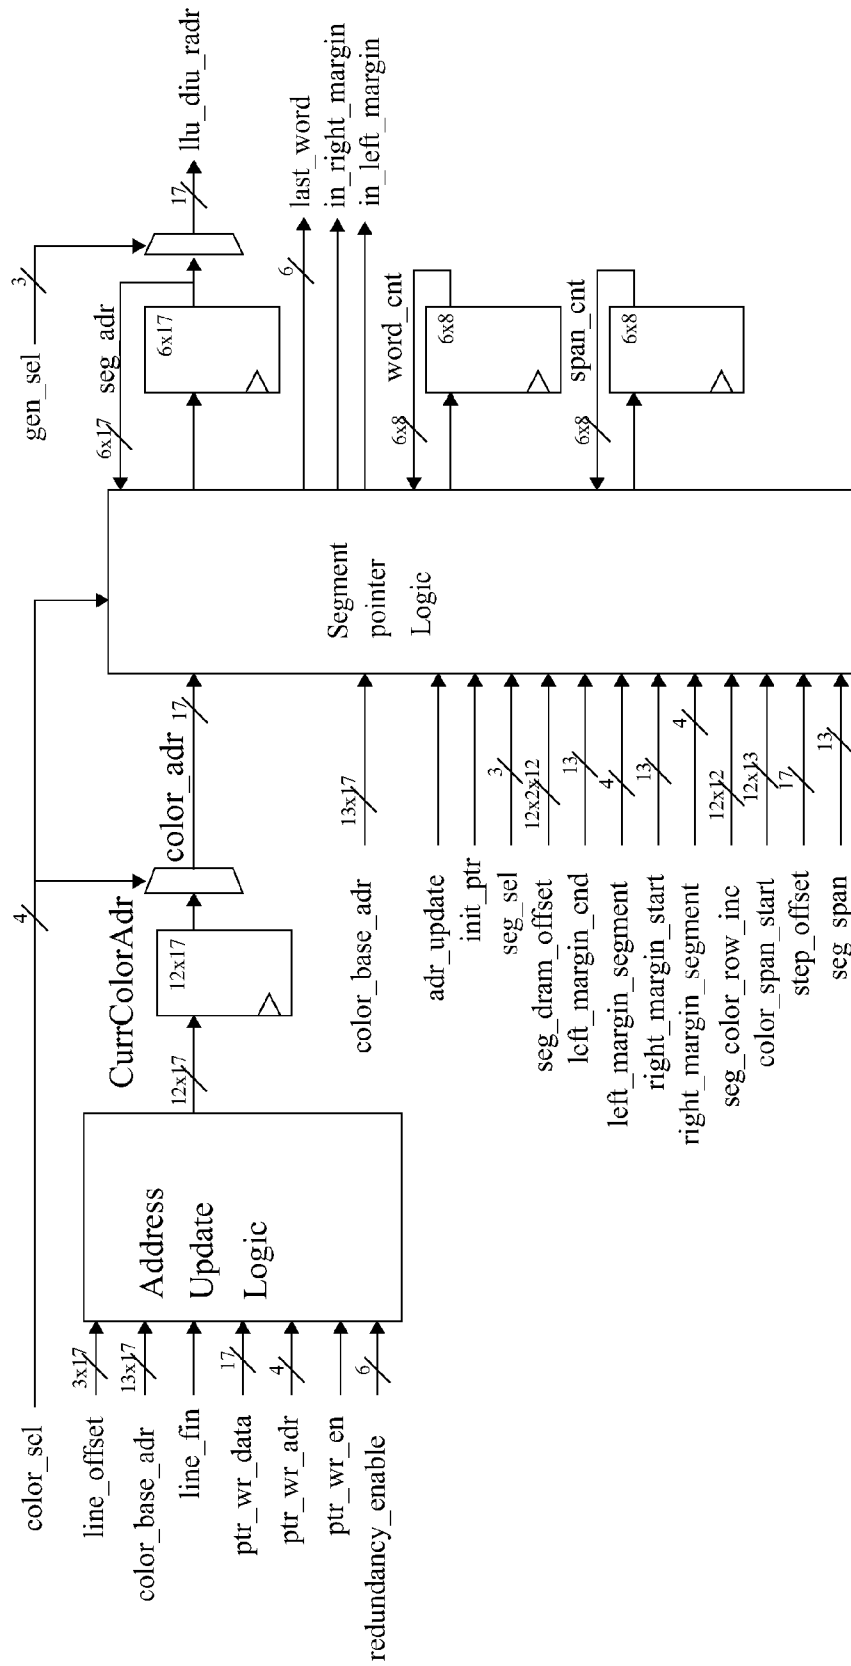 color_scl
4
line_offset
3x17
color_base_adr
13x17
line_fin
ptr_wr_data
17
ptr_wr_adr
4
ptr_wr_en
redundancy_enable
6
Address
Update
Logic
12x17
CurrColorAdr
12x17
color_adr
17
color_base_adr
13x17
adr_update
init_ptr
seg_sel
3
seg_dram_offset
12x2x12
lcft_margin_cnd
13
left_margin_segment
4
right_margin_start
13
right_margin_segment
4
seg_color_row_inc
12x12
color_span_start
12x13
step_offset
17
seg_span
13
Segment
pointer
Logic
gen_sel
3
6x17
seg_adr
6x17
17
llu_diu_radr
6
last_word
in_right_margin
in_left_margin
word_cnt
6x8
6x8
span_cnt
6x8
6x8